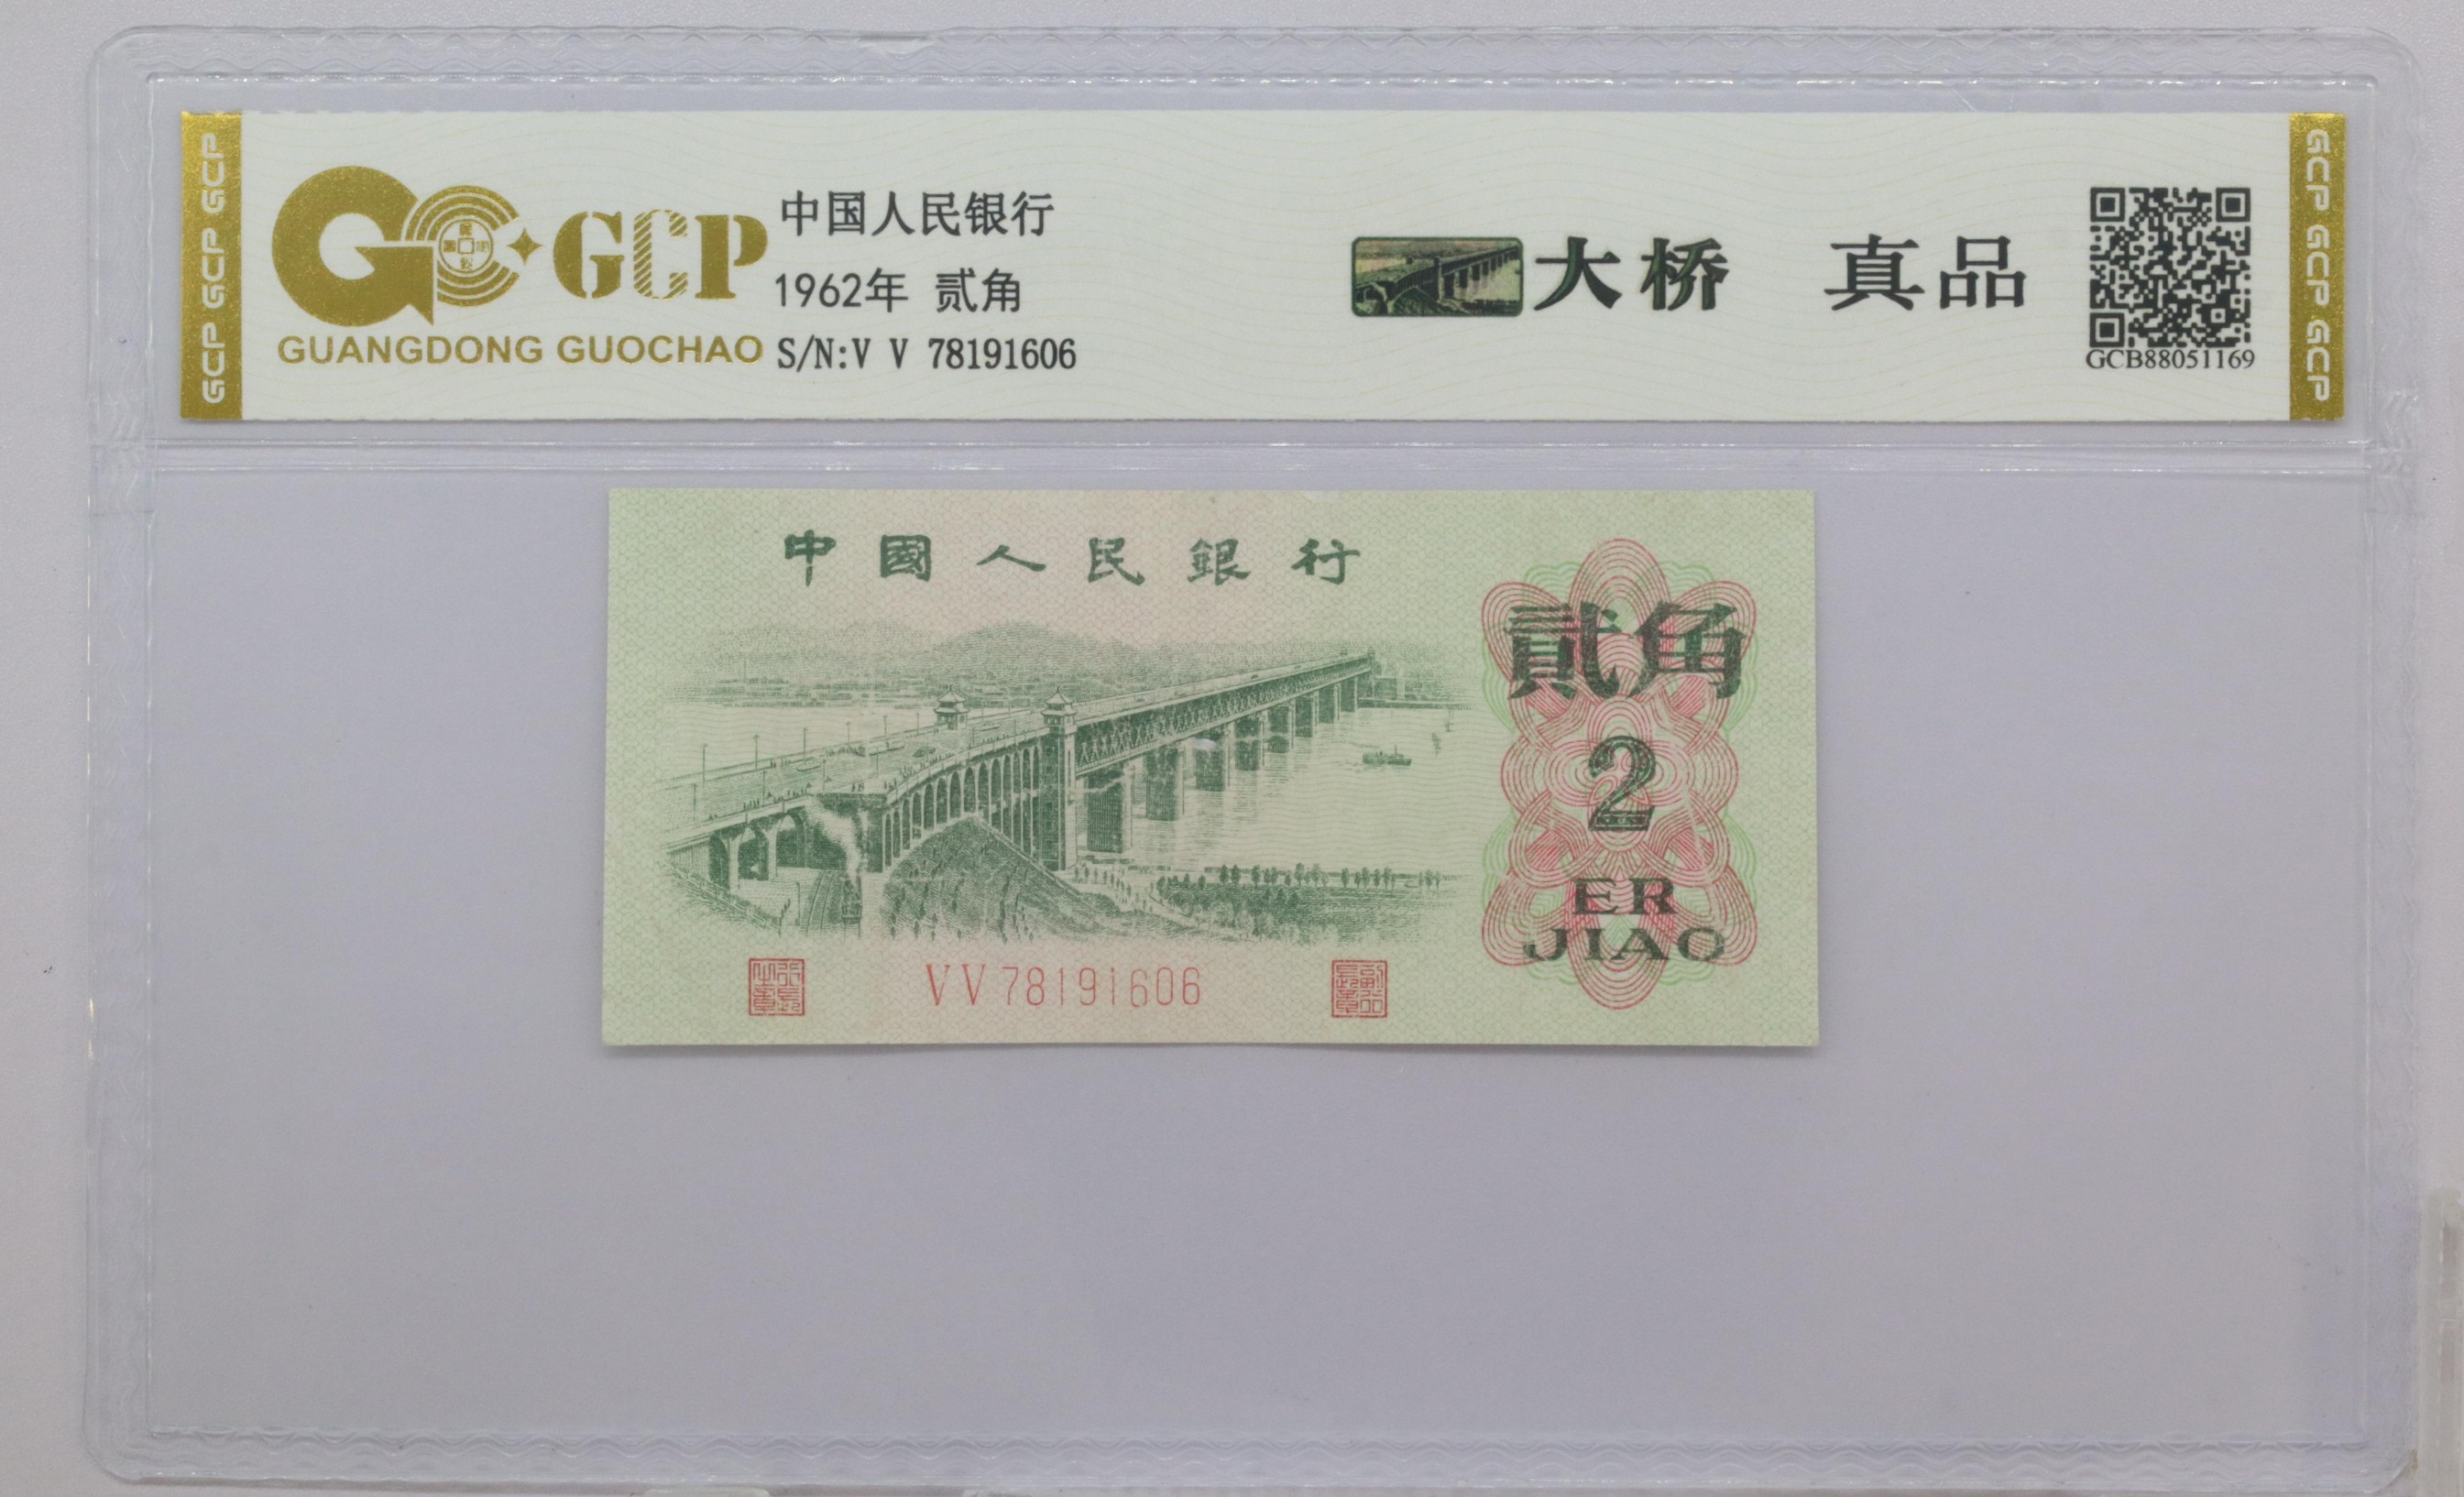 GCP GCP GCP
GCP
GUANGDONG GUOCHAO
中国人民银行
1962年 贰角
S/N:V V 78191606
大桥 真品
GCB88051169
GCP GCP GCP
中國人民銀行
貳角
2
ER
JIAO
VV78191606